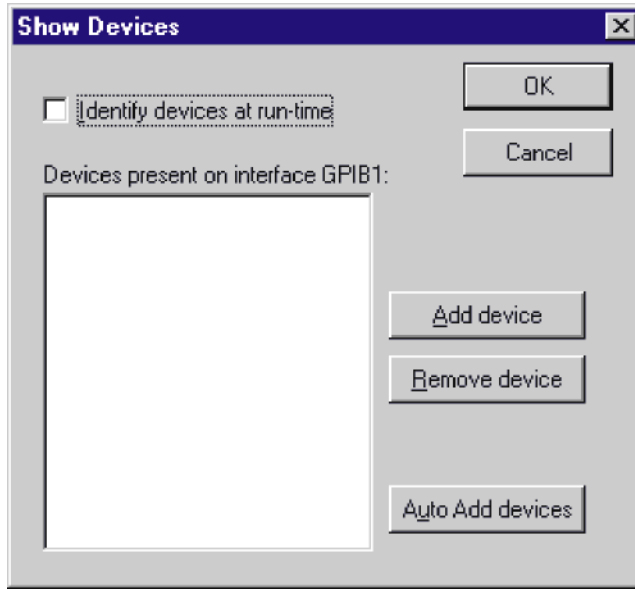 Show Devices
OK
Identify devices at run-time
Cancel
Devices present on interface GPIB1:
Add device
Remove device
Auto Add devices